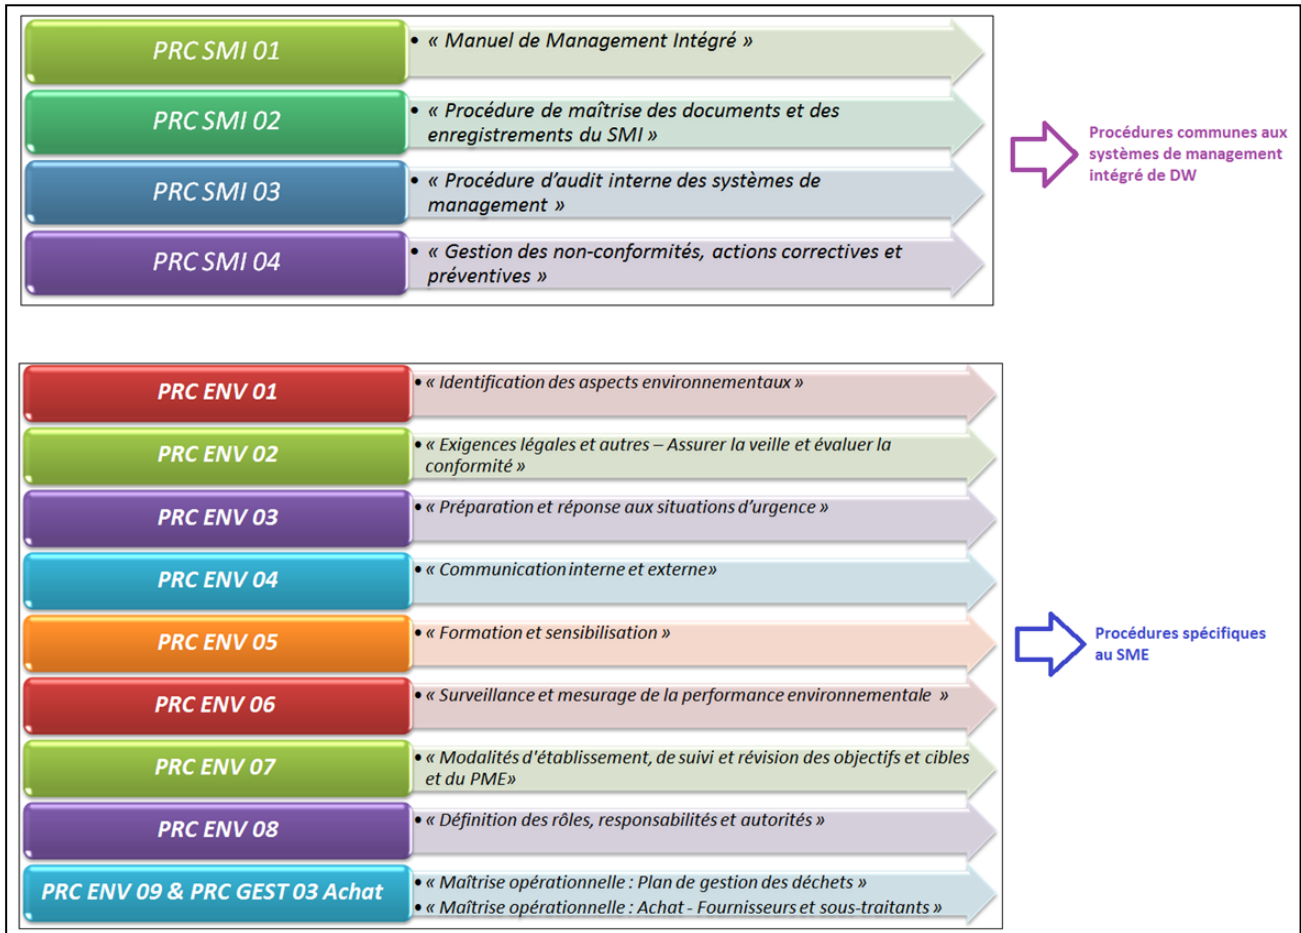 PRC SMI 01
• « Manuel de Management Intégré »
PRC SMI 02
• « Procédure de maîtrise des documents et des
enregistrements du SMI »
PRC SMI 03
• « Procédure d’audit interne des systèmes de
management »
PRC SMI 04
• « Gestion des non-conformités, actions correctives et
préventives »
Procédures communes aux
systèmes de management
intégré de DW
PRC ENV 01
• « Identification des aspects environnementaux »
PRC ENV 02
• « Exigences légales et autres – Assurer la veille et évaluer la
conformité »
PRC ENV 03
• « Préparation et réponse aux situations d’urgence »
PRC ENV 04
• « Communication interne et externe»
PRC ENV 05
• « Formation et sensibilisation »
PRC ENV 06
• « Surveillance et mesurage de la performance environnementale »
PRC ENV 07
• « Modalités d'établissement, de suivi et révision des objectifs et cibles
et du PME»
PRC ENV 08
• « Définition des rôles, responsabilités et autorités »
PRC ENV 09 & PRC GEST 03 Achat
• « Maîtrise opérationnelle : Plan de gestion des déchets »
• « Maîtrise opérationnelle : Achat - Fournisseurs et sous-traitants »
Procédures spécifiques
au SME